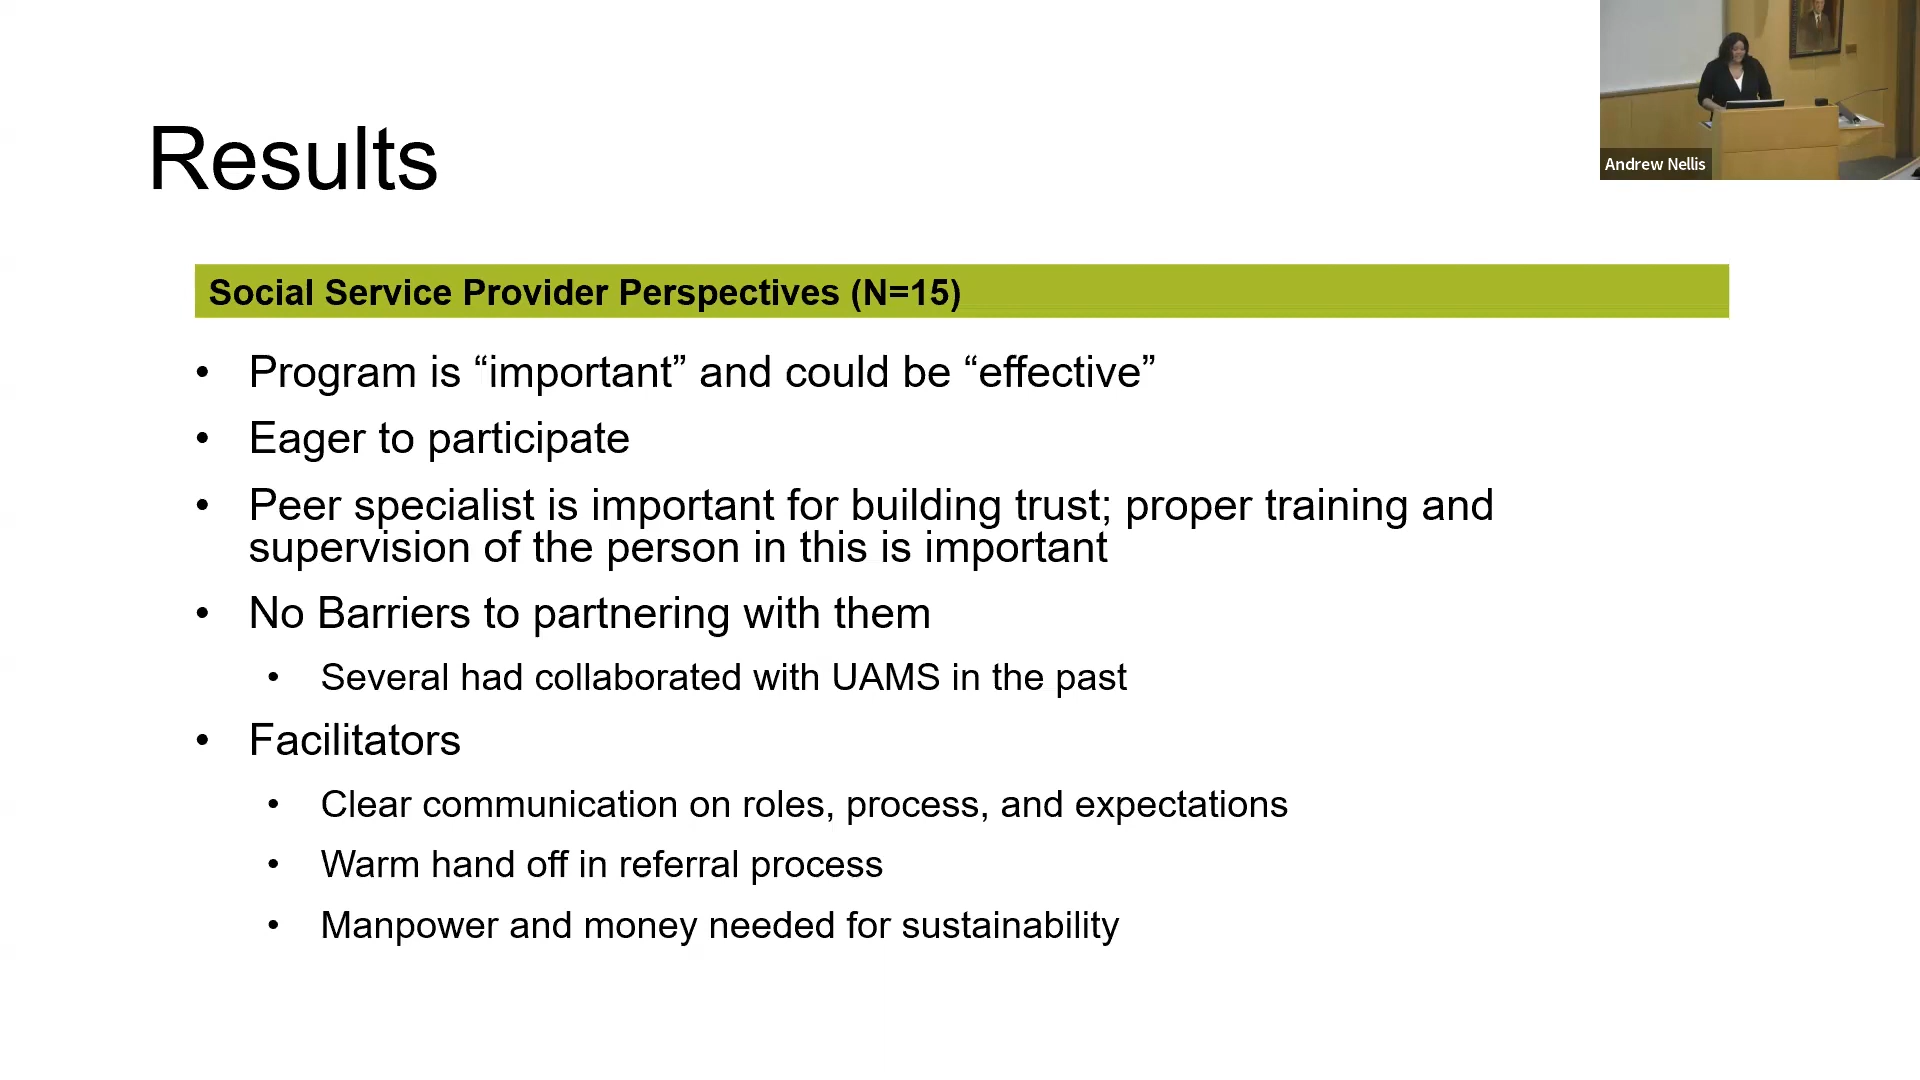 Results
Andrew Nellis
Social Service Provider Perspectives (N=15)
• Program is “important” and could be “effective”
• Eager to participate
• Peer specialist is important for building trust; proper training and
supervision of the person in this is important
• No Barriers to partnering with them
• Several had collaborated with UAMS in the past
• Facilitators
• Clear communication on roles, process, and expectations
• Warm hand off in referral process
• Manpower and money needed for sustainability